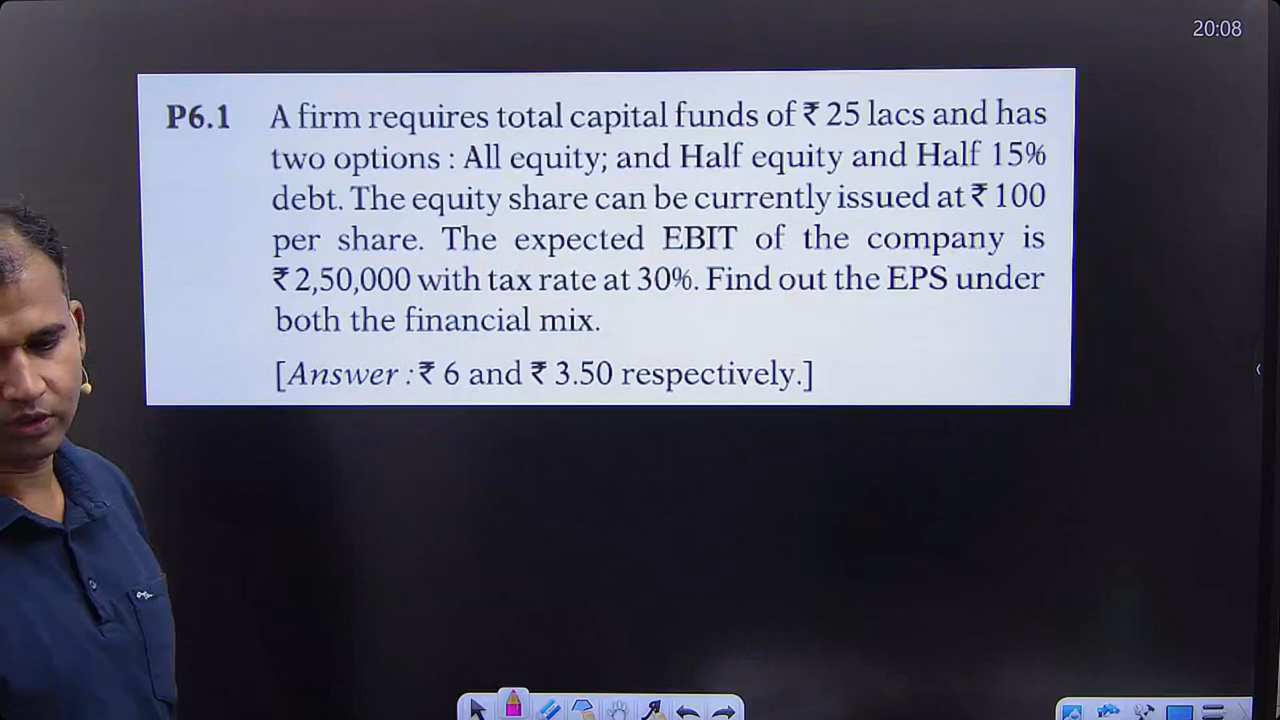 20:08
P6.1 A firm requires total capital funds of ₹ 25 lacs and has
two options : All equity; and Half equity and Half 15%
debt. The equity share can be currently issued at ₹ 100
per share. The expected EBIT of the company is
₹ 2,50,000 with tax rate at 30%. Find out the EPS under
both the financial mix.
[Answer : ₹ 6 and ₹ 3.50 respectively.]